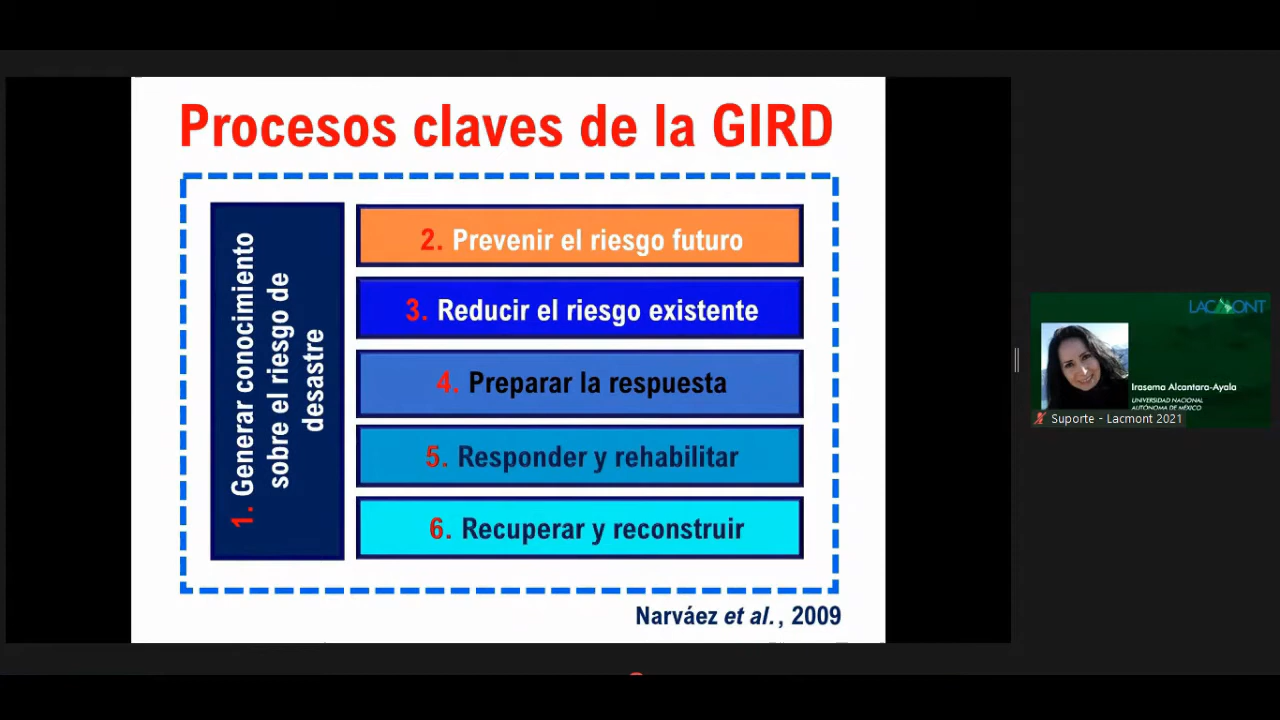 Procesos claves de la GIRD
1. Generar conocimiento
sobre el riesgo de
desastre
2. Prevenir el riesgo futuro
3. Reducir el riesgo existente
4. Preparar la respuesta
5. Responder y rehabilitar
6. Recuperar y reconstruir
Narváez et al., 2009
LACMONT
Irasema Alcantara-Ayala
UNIVERSIDAD NACIONAL
AUTÓNOMA DE MÉXICO
Suporte - Lacmont 2021